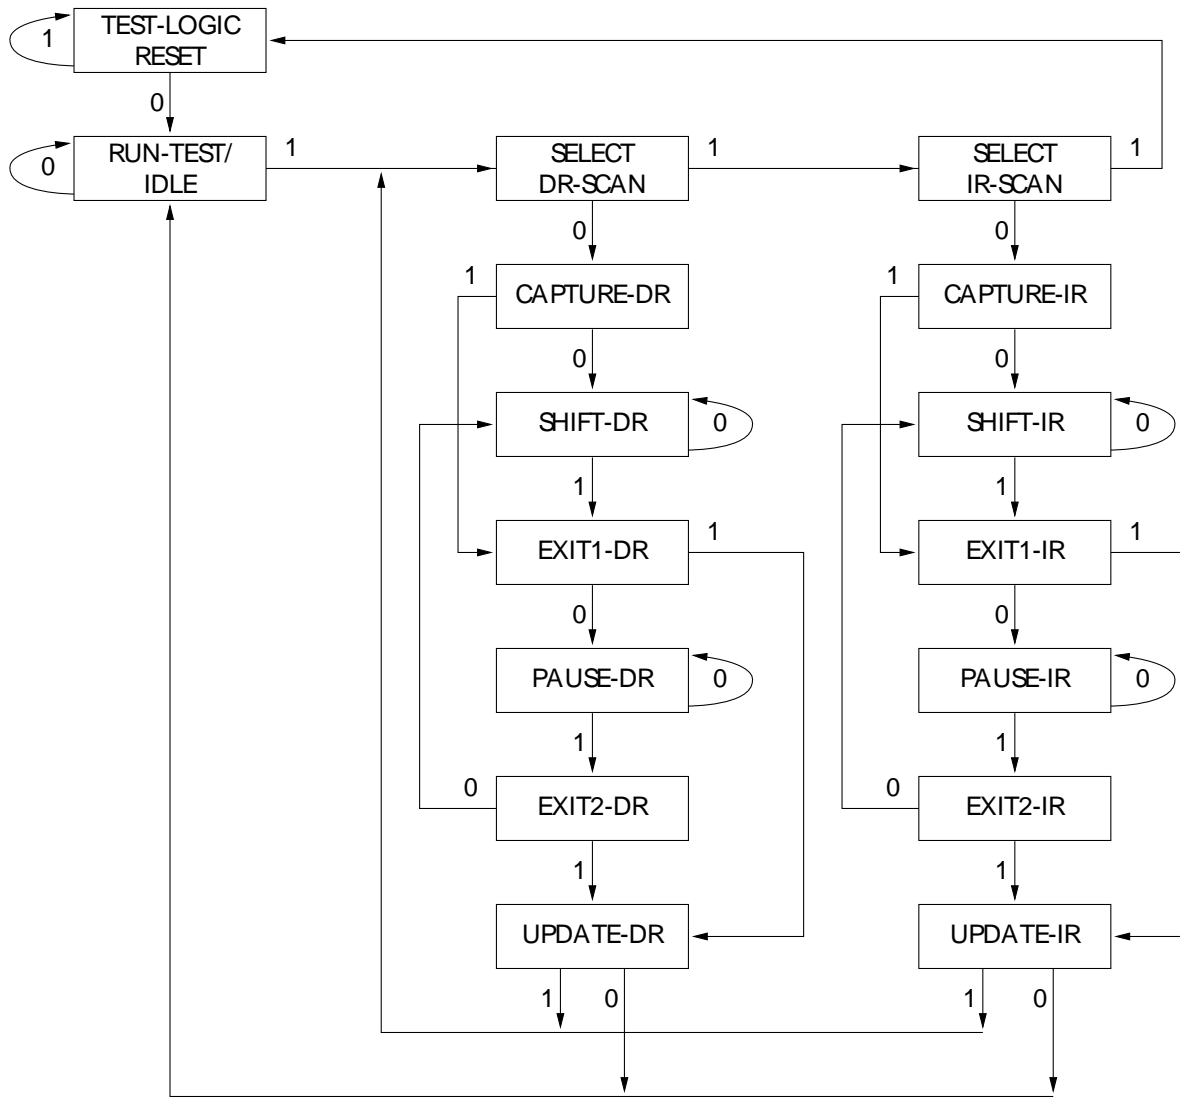 TEST-LOGIC
RESET
1
0
RUN-TEST/
IDLE
0
1
SELECT
DR-SCAN
1
SELECT
IR-SCAN
1
0
0
1
CAPTURE-DR
1
CAPTURE-IR
0
0
SHIFT-DR
0
SHIFT-IR
0
1
1
EXIT1-DR
1
EXIT1-IR
1
0
0
PAUSE-DR
0
PAUSE-IR
0
1
1
0
EXIT2-DR
0
EXIT2-IR
1
1
UPDATE-DR
UPDATE-IR
1
0
1
0